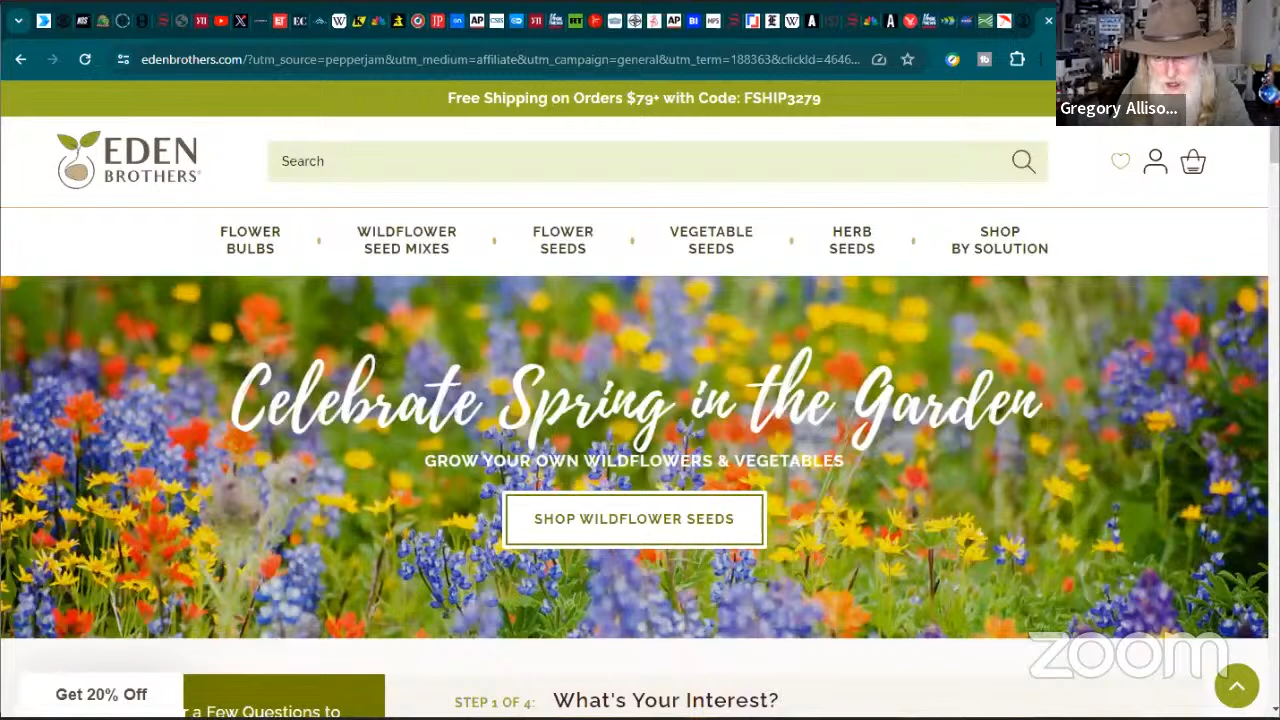 edenbrothers.com/?utm_source=pepperjam&utm_medium=affiliate&utm_campaign=general&utm_term=188363&clickId=4646...
Free Shipping on Orders $79+ with Code: FSHIP3279
Gregory Alliso...
EDEN
BROTHERS®
Search
FLOWER
BULBS
WILDFLOWER
SEED MIXES
FLOWER
SEEDS
VEGETABLE
SEEDS
HERB
SEEDS
SHOP
BY SOLUTION
Celebrate Spring in the Garden
GROW YOUR OWN WILDFLOWERS & VEGETABLES
SHOP WILDFLOWER SEEDS
zoom
Get 20% Off
r a Few Questions to
STEP 1 OF 4:
What's Your Interest?